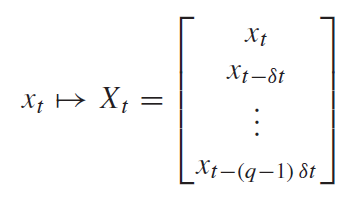 x_t ↦ X_t = [ x_t
x_{t−δt}
⋮
x_{t−(q−1) δt} ]